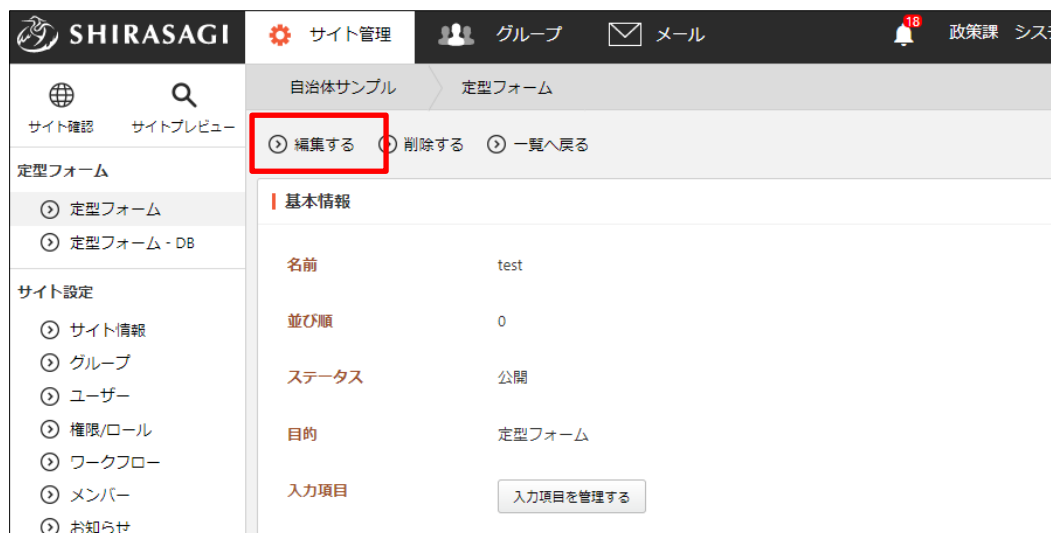 SHIRASAGI
サイト管理
グループ
メール
18
政策課 シス
サイト確認
サイトプレビュー
自治体サンプル
定型フォーム
編集する
削除する
一覧へ戻る
定型フォーム
定型フォーム
定型フォーム - DB
サイト設定
サイト情報
グループ
ユーザー
権限/ロール
ワークフロー
メンバー
お知らせ
基本情報
名前 test
並び順 0
ステータス 公開
目的 定型フォーム
入力項目 入力項目を管理する